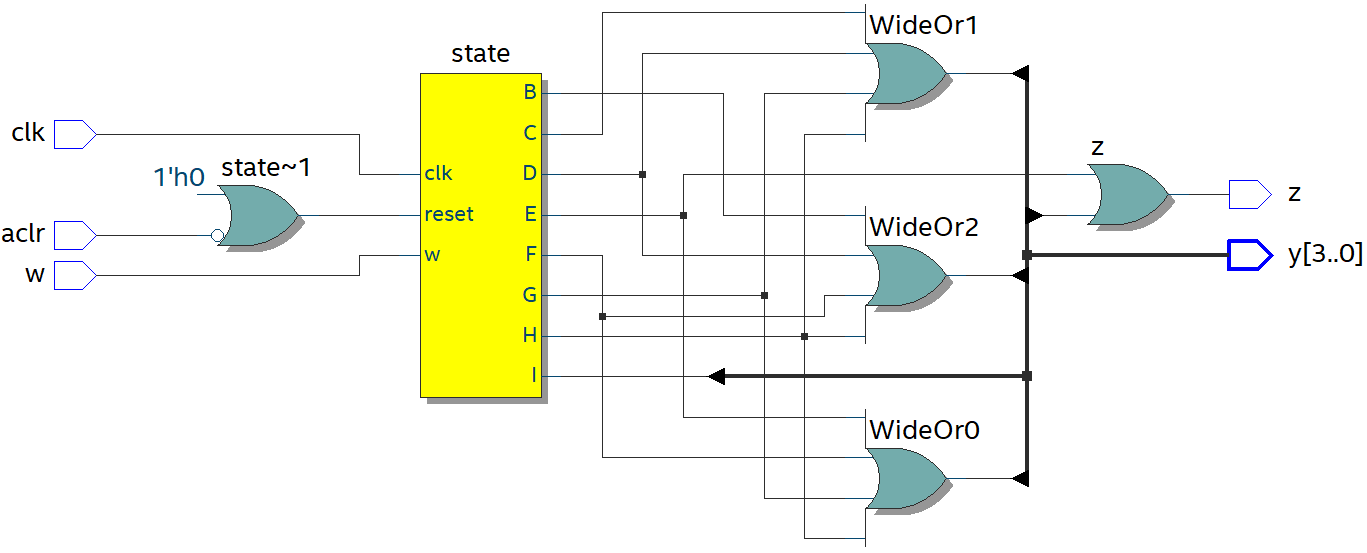 WideOr1
state
B
clk
C
1'h0
state~1
clk
D
z
aclr
reset
E
z
w
w
F
WideOr2
y[3..0]
G
H
I
WideOr0